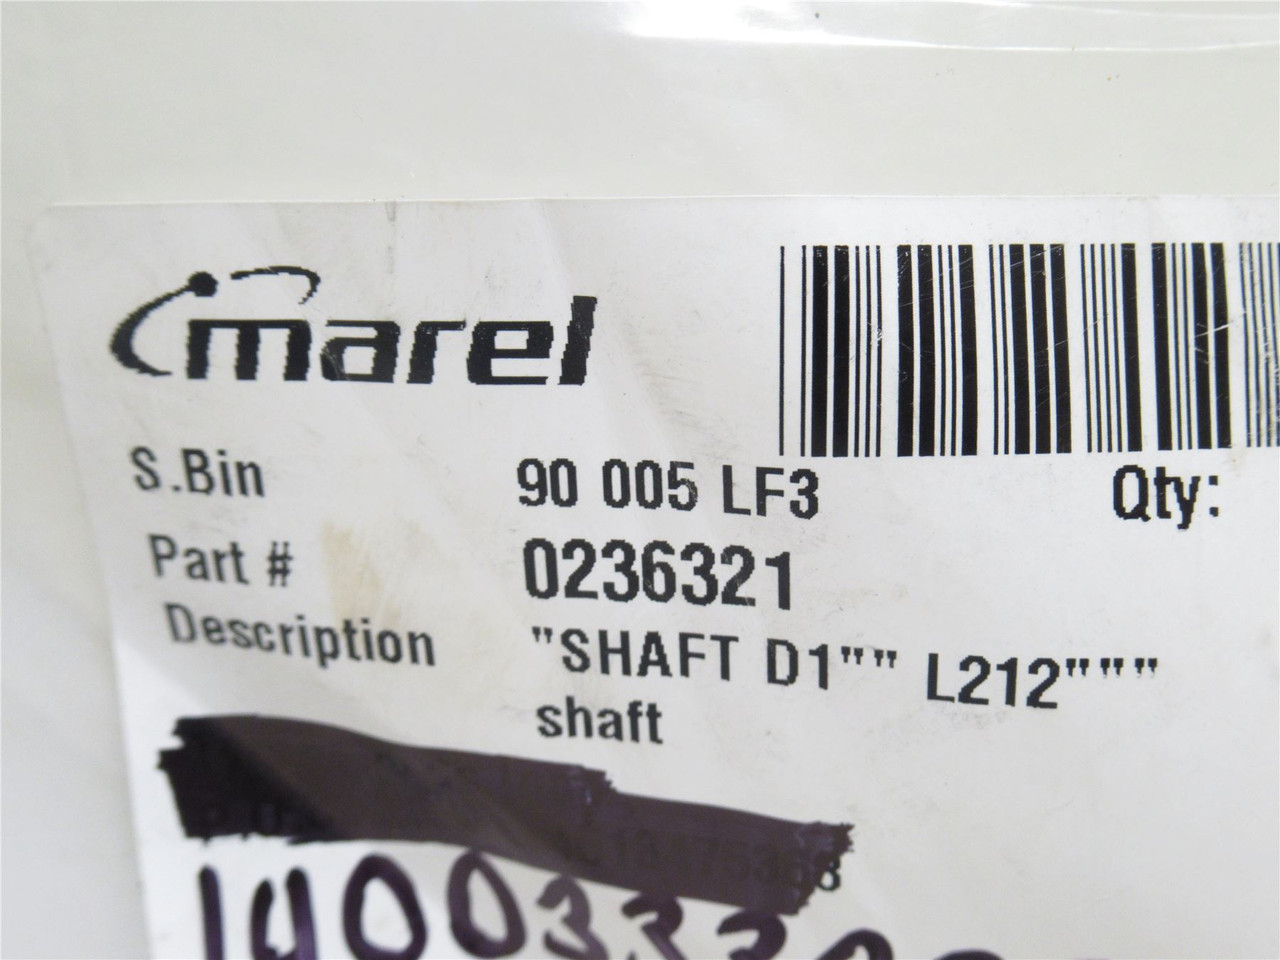 marel
S.Bin 90 005 LF3 Qty:
Part # 0236321
Description "SHAFT D1"" L212"""
shaft